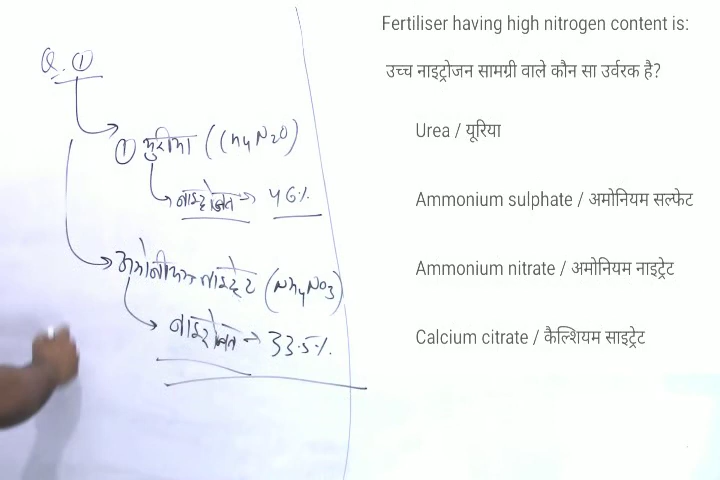 Q. ①
① यूरीया (CH4N2O)
नाइट्रोजन → 46%
अमोनीयम नाइट्रेट (NH4NO3)
नाइट्रोजन → 33.5%.
Fertiliser having high nitrogen content is:
उच्च नाइट्रोजन सामग्री वाले कौन सा उर्वरक है?
Urea / यूरिया
Ammonium sulphate / अमोनियम सल्फेट
Ammonium nitrate / अमोनियम नाइट्रेट
Calcium citrate / कैल्शियम साइट्रेट